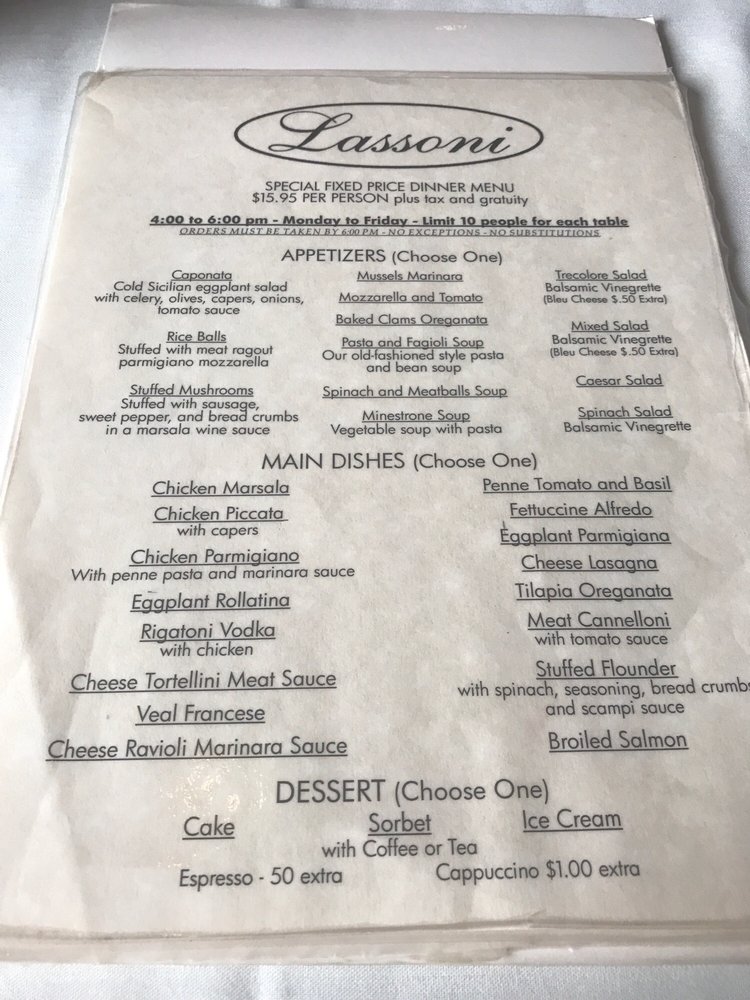 Lassoni
SPECIAL FIXED PRICE DINNER MENU
$15.95 PER PERSON plus tax and gratuity
4:00 to 6:00 pm - Monday to Friday - Limit 10 people for each table
ORDERS MUST BE TAKEN BY 6:00 PM - NO EXCEPTIONS - NO SUBSTITUTIONS
APPETIZERS (Choose One)
Caponata
Cold Sicilian eggplant salad
with celery, olives, capers, onions,
tomato sauce
Rice Balls
Stuffed with meat ragout
parmigiano mozzarella
Stuffed Mushrooms
Stuffed with sausage,
sweet pepper, and bread crumbs
in a marsala wine sauce
Mussels Marinara
Mozzarella and Tomato
Baked Clams Oreganata
Pasta and Fagioli Soup
Our old-fashioned style pasta
and bean soup
Spinach and Meatballs Soup
Minestrone Soup
Vegetable soup with pasta
Trecolore Salad
Balsamic Vinegrette
(Bleu Cheese $.50 Extra)
Mixed Salad
Balsamic Vinegrette
(Bleu Cheese $.50 Extra)
Caesar Salad
Spinach Salad
Balsamic Vinegrette
MAIN DISHES (Choose One)
Chicken Marsala
Chicken Piccata
with capers
Chicken Parmigiano
With penne pasta and marinara sauce
Eggplant Rollatina
Rigatoni Vodka
with chicken
Cheese Tortellini Meat Sauce
Veal Francese
Cheese Ravioli Marinara Sauce
Penne Tomato and Basil
Fettuccine Alfredo
Eggplant Parmigiana
Cheese Lasagna
Tilapia Oreganata
Meat Cannelloni
with tomato sauce
Stuffed Flounder
with spinach, seasoning, bread crumbs
and scampi sauce
Broiled Salmon
DESSERT (Choose One)
Cake
Sorbet
Ice Cream
with Coffee or Tea
Espresso - 50 extra
Cappuccino $1.00 extra